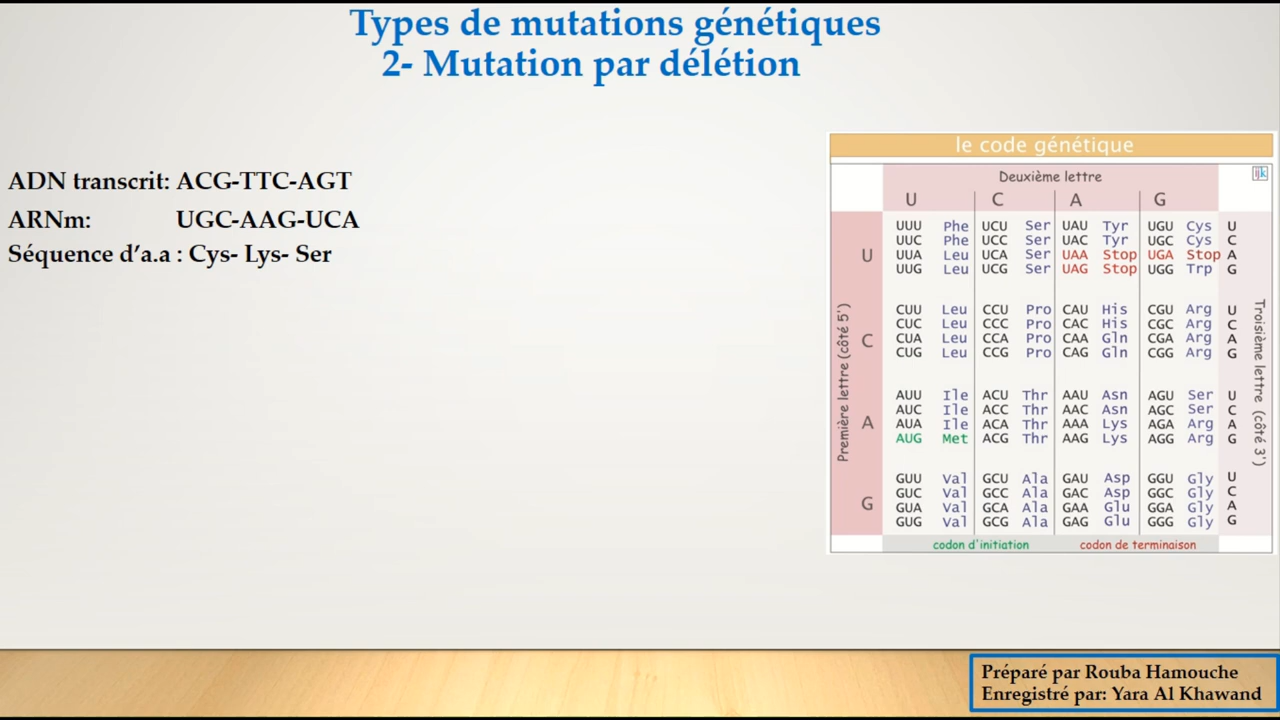 Types de mutations génétiques
2- Mutation par délétion
ADN transcrit: ACG-TTC-AGT
ARNm: UGC-AAG-UCA
Séquence d'a.a : Cys- Lys- Ser
le code génétique
Deuxième lettre
U C A G
Première lettre (côté 5')
Troisième lettre (côté 3')
U
UUU Phe UCU Ser UAU Tyr UGU Cys U
UUC Phe UCC Ser UAC Tyr UGC Cys C
UUA Leu UCA Ser UAA Stop UGA Stop A
UUG Leu UCG Ser UAG Stop UGG Trp G
C
CUU Leu CCU Pro CAU His CGU Arg U
CUC Leu CCC Pro CAC His CGC Arg C
CUA Leu CCA Pro CAA Gln CGA Arg A
CUG Leu CCG Pro CAG Gln CGG Arg G
A
AUU Ile ACU Thr AAU Asn AGU Ser U
AUC Ile ACC Thr AAC Asn AGC Ser C
AUA Ile ACA Thr AAA Lys AGA Arg A
AUG Met ACG Thr AAG Lys AGG Arg G
G
GUU Val GCU Ala GAU Asp GGU Gly U
GUC Val GCC Ala GAC Asp GGC Gly C
GUA Val GCA Ala GAA Glu GGA Gly A
GUG Val GCG Ala GAG Glu GGG Gly G
codon d'initiation codon de terminaison
Préparé par Rouba Hamouche
Enregistré par: Yara Al Khawand